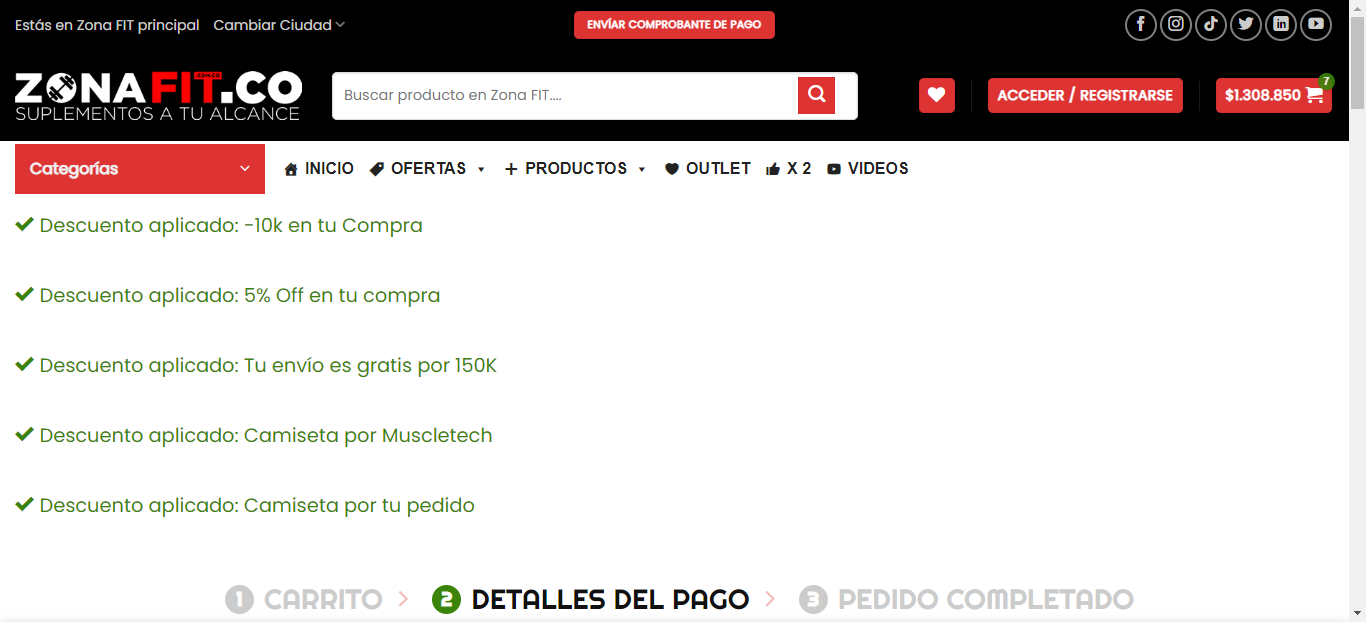 Estás en Zona FIT principal Cambiar Ciudad
ENVÍAR COMPROBANTE DE PAGO
ZONAFIT.CO
.COM.CO
SUPLEMENTOS A TU ALCANCE
Buscar producto en Zona FIT....
ACCEDER / REGISTRARSE
$1.308.850
7
Categorías
INICIO OFERTAS PRODUCTOS OUTLET X 2 VIDEOS
Descuento aplicado: -10k en tu Compra
Descuento aplicado: 5% Off en tu compra
Descuento aplicado: Tu envío es gratis por 150K
Descuento aplicado: Camiseta por Muscletech
Descuento aplicado: Camiseta por tu pedido
1 CARRITO 2 DETALLES DEL PAGO 3 PEDIDO COMPLETADO